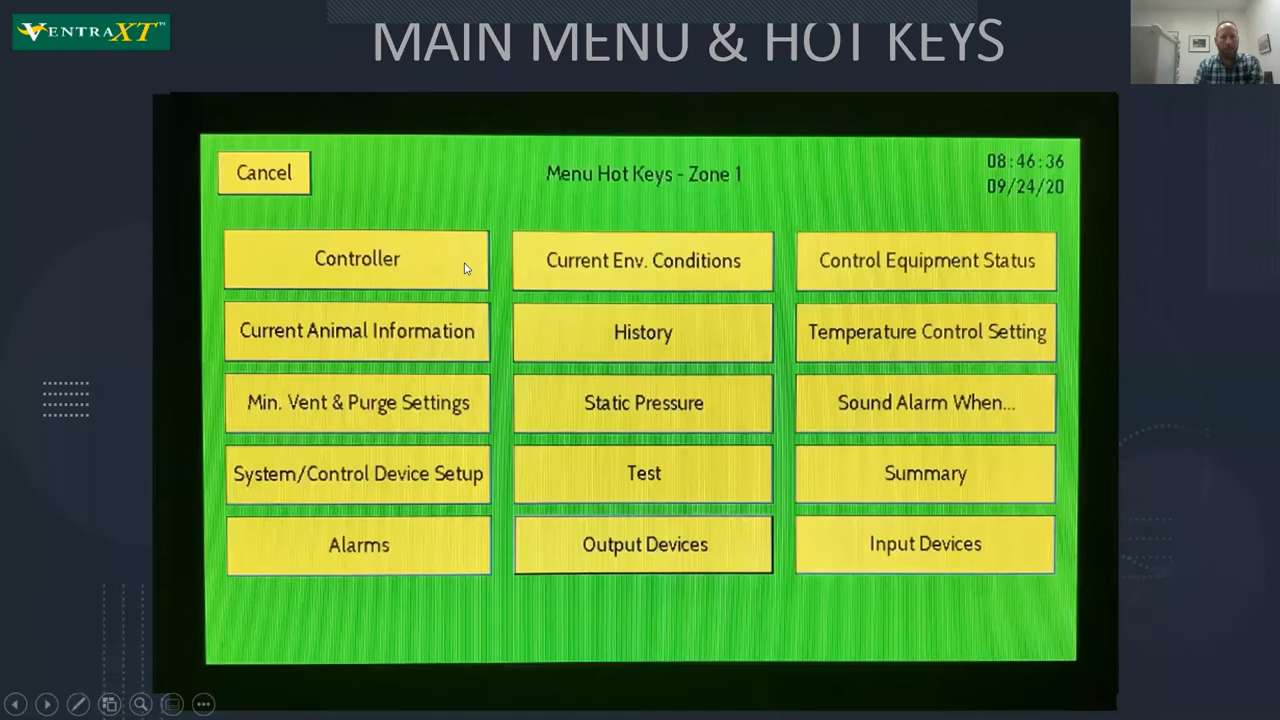 VENTRAXT™
MAIN MENU & HOT KEYS
Cancel
Menu Hot Keys - Zone 1
08:46:36
09/24/20
Controller
Current Env. Conditions
Control Equipment Status
Current Animal Information
History
Temperature Control Setting
Min. Vent & Purge Settings
Static Pressure
Sound Alarm When...
System/Control Device Setup
Test
Summary
Alarms
Output Devices
Input Devices